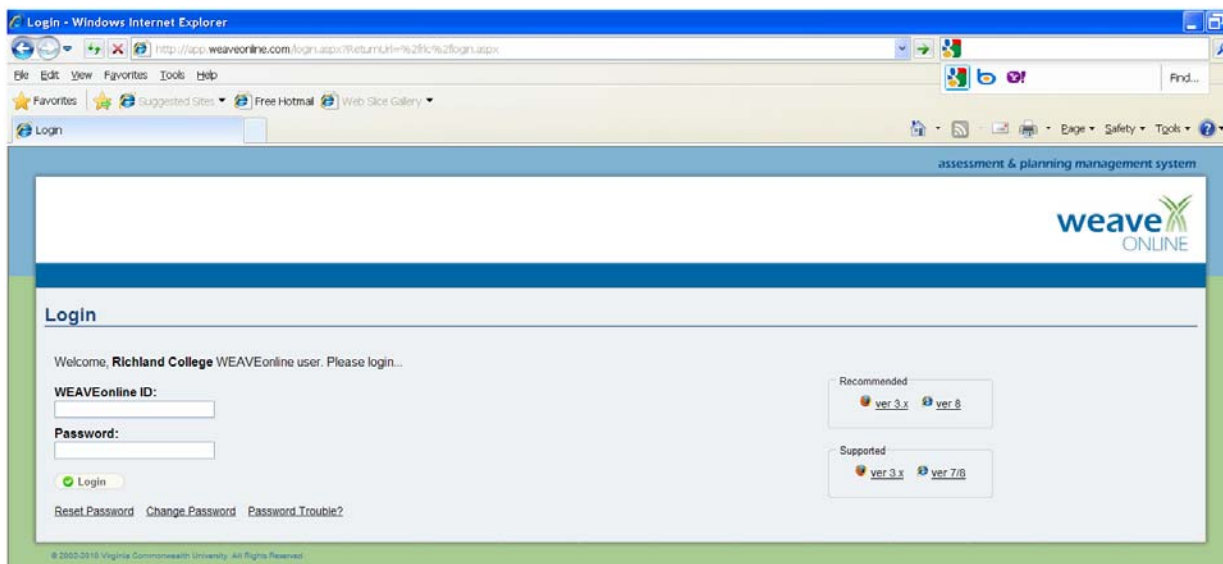 Login - Windows Internet Explorer
http://app.weaveonline.com/login.aspx?ReturnUrl=%2fric%2flogin.aspx
File Edit View Favorites Tools Help
Find...
Favorites Suggested Sites Free Hotmail Web Slice Gallery
Login
Page Safety Tools
assessment & planning management system
weave
ONLINE
Login
Welcome, Richland College WEAVEonline user. Please login...
WEAVEonline ID:
Password:
Login
Reset Password Change Password Password Trouble?
Recommended
ver 3.x ver 8
Supported
ver 3.x ver 7/8
© 2002-2010 Virginia Commonwealth University. All Rights Reserved.